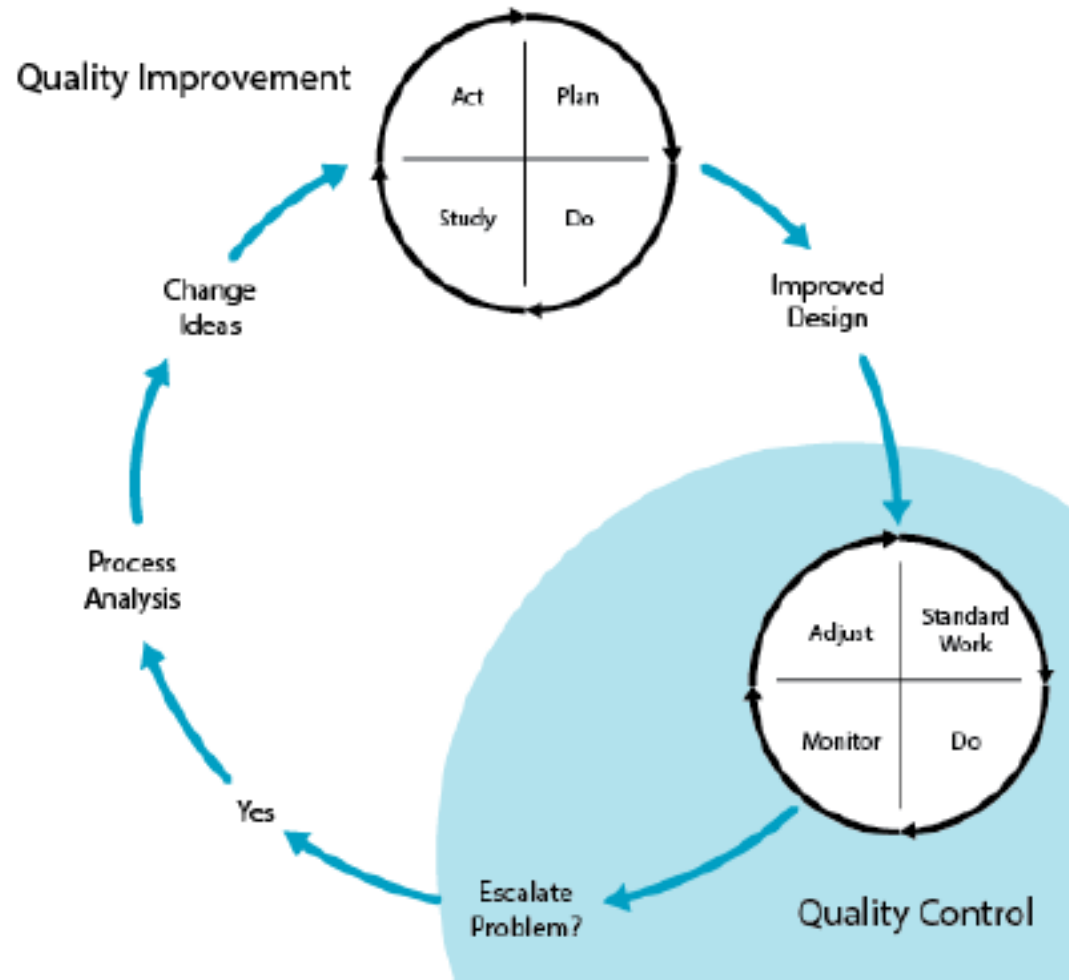 Quality Improvement
Act
Plan
Study
Do
Improved
Design
Change
Ideas
Process
Analysis
Yes
Escalate
Problem?
Adjust
Standard
Work
Monitor
Do
Quality Control